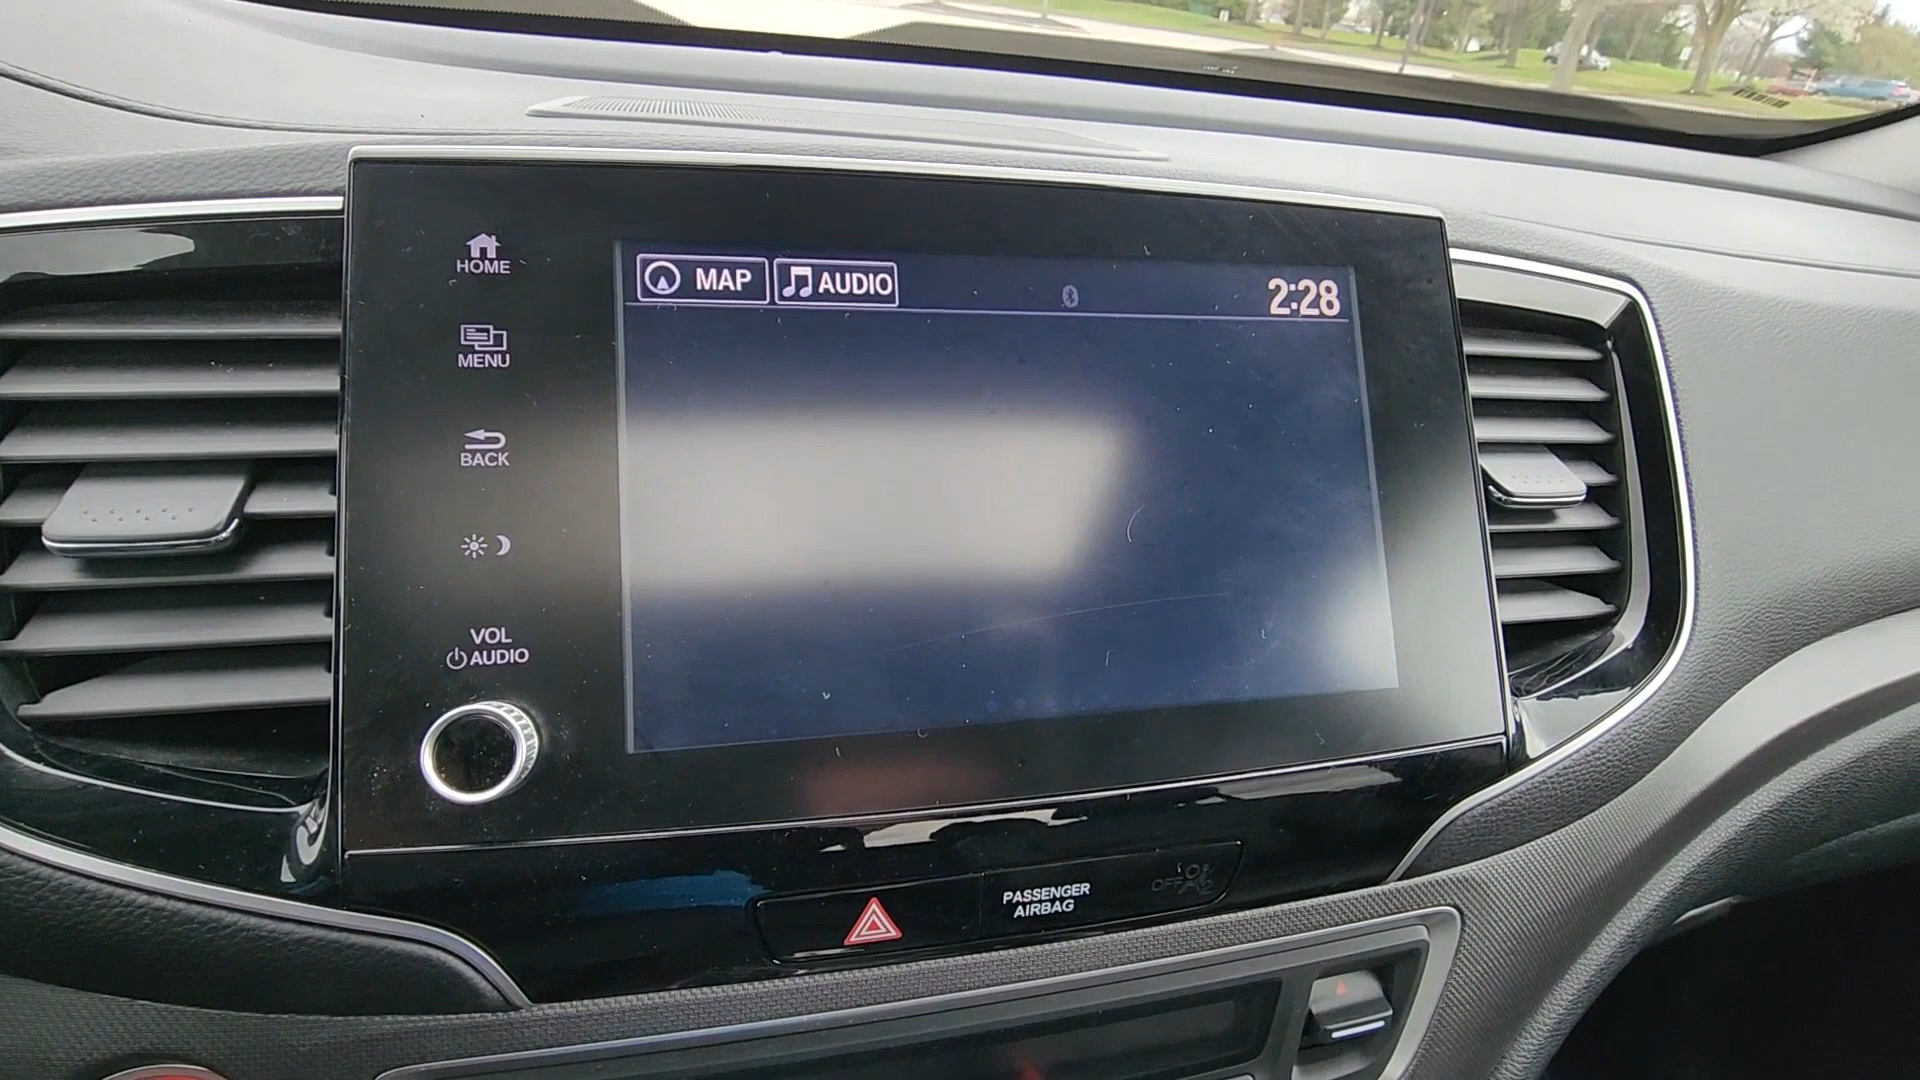 HOME
MAP
AUDIO
2:28
MENU
BACK
VOL
AUDIO
PASSENGER
AIRBAG
OFF